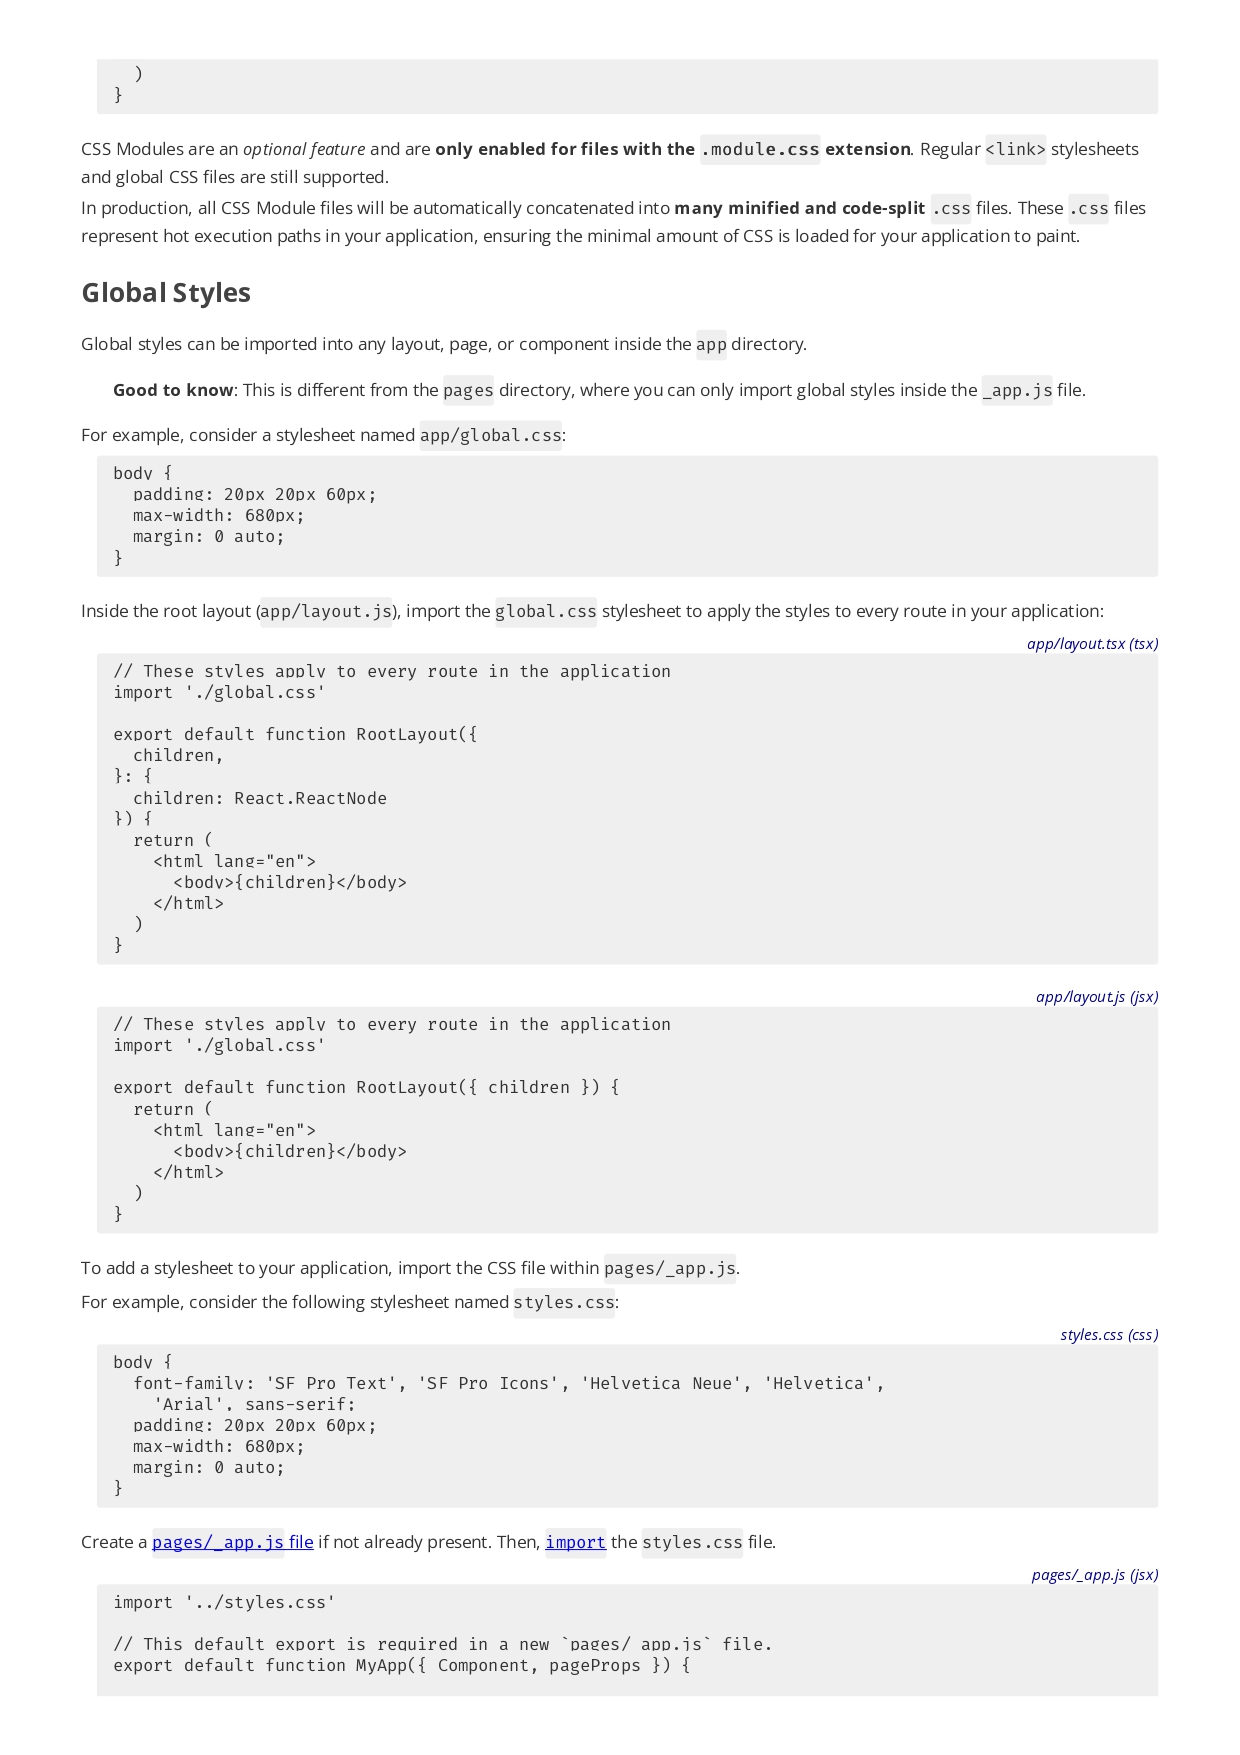 )
}
CSS Modules are an optional feature and are only enabled for files with the .module.css extension. Regular <link> stylesheets
and global CSS files are still supported.
In production, all CSS Module files will be automatically concatenated into many minified and code-split .css files. These .css files
represent hot execution paths in your application, ensuring the minimal amount of CSS is loaded for your application to paint.
Global Styles
Global styles can be imported into any layout, page, or component inside the app directory.
Good to know: This is different from the pages directory, where you can only import global styles inside the _app.js file.
For example, consider a stylesheet named app/global.css:
body {
  padding: 20px 20px 60px;
  max-width: 680px;
  margin: 0 auto;
}
Inside the root layout (app/layout.js), import the global.css stylesheet to apply the styles to every route in your application:
app/layout.tsx (tsx)
// These styles apply to every route in the application
import './global.css'

export default function RootLayout({
  children,
}: {
  children: React.ReactNode
}) {
  return (
    <html lang="en">
      <body>{children}</body>
    </html>
  )
}
app/layout.js (jsx)
// These styles apply to every route in the application
import './global.css'

export default function RootLayout({ children }) {
  return (
    <html lang="en">
      <body>{children}</body>
    </html>
  )
}
To add a stylesheet to your application, import the CSS file within pages/_app.js.
For example, consider the following stylesheet named styles.css:
styles.css (css)
body {
  font-family: 'SF Pro Text', 'SF Pro Icons', 'Helvetica Neue', 'Helvetica',
    'Arial', sans-serif;
  padding: 20px 20px 60px;
  max-width: 680px;
  margin: 0 auto;
}
Create a pages/_app.js file if not already present. Then, import the styles.css file.
pages/_app.js (jsx)
import '../styles.css'

// This default export is required in a new `pages/_app.js` file.
export default function MyApp({ Component, pageProps }) {